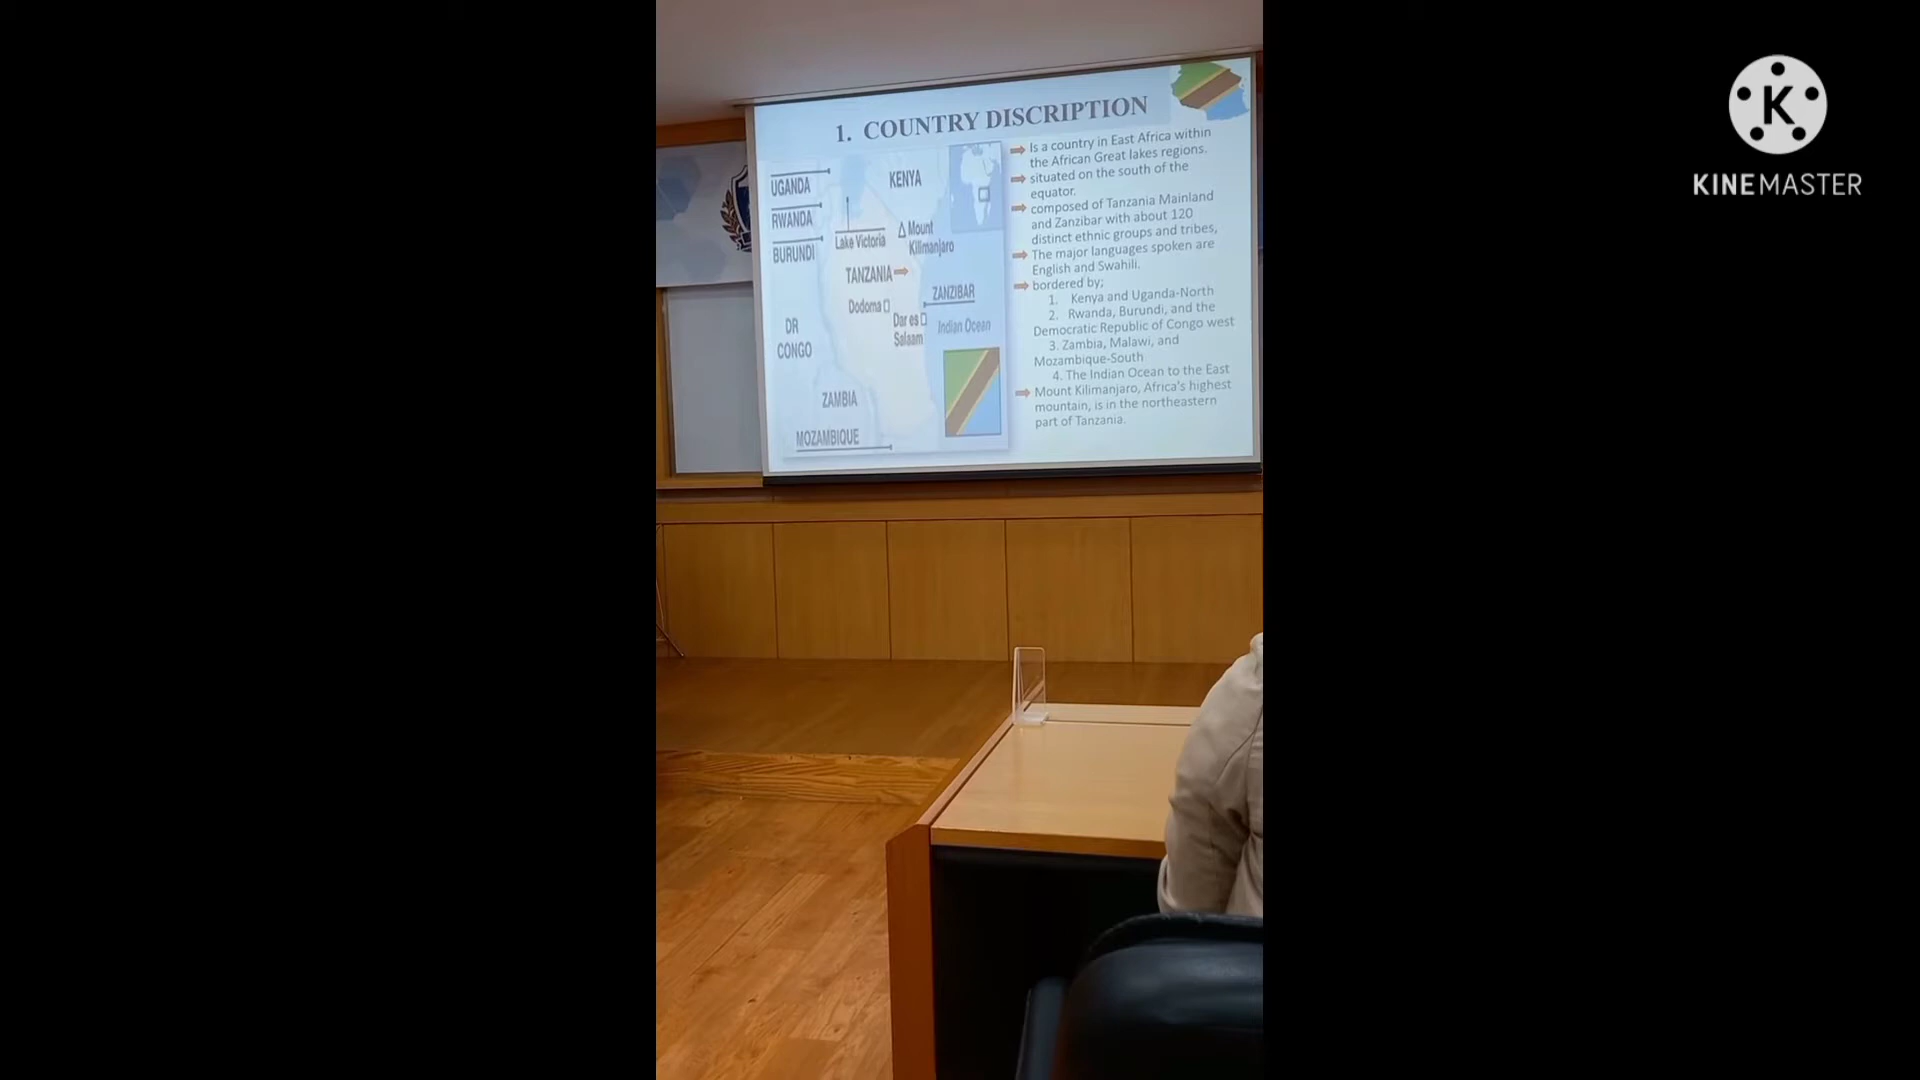 1. COUNTRY DISCRIPTION
UGANDA
KENYA
RWANDA
BURUNDI
Lake Victoria
Mount
Kilimanjaro
TANZANIA
Dodoma
ZANZIBAR
Dar es
Salaam
Indian Ocean
DR
CONGO
ZAMBIA
MOZAMBIQUE
Is a country in East Africa within
the African Great lakes regions.
situated on the south of the
equator.
composed of Tanzania Mainland
and Zanzibar with about 120
distinct ethnic groups and tribes,
The major languages spoken are
English and Swahili.
bordered by;
1. Kenya and Uganda-North
2. Rwanda, Burundi, and the
Democratic Republic of Congo west
3. Zambia, Malawi, and
Mozambique-South
4. The Indian Ocean to the East
Mount Kilimanjaro, Africa's highest
mountain, is in the northeastern
part of Tanzania.
K
KINEMASTER